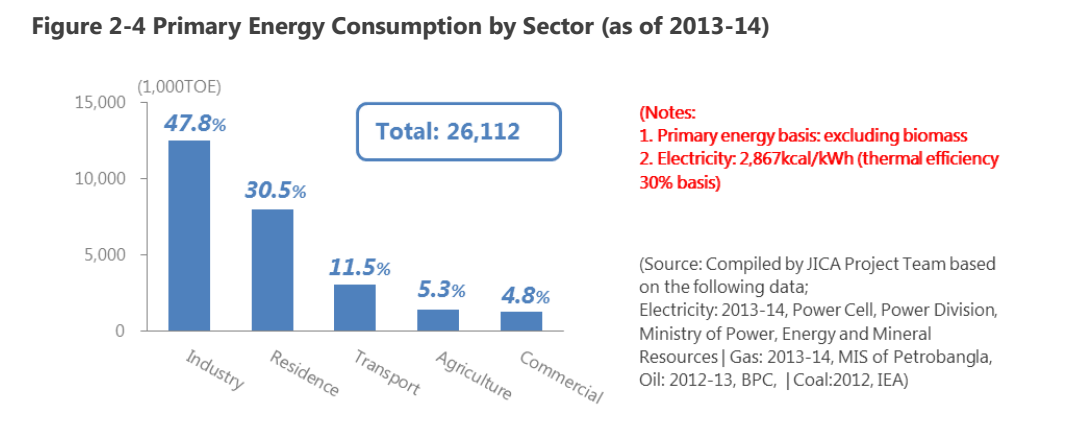 Figure 2-4 Primary Energy Consumption by Sector (as of 2013-14)
(1,000TOE)
15,000
10,000
5,000
0
47.8%
30.5%
11.5%
5.3%
4.8%
Total: 26,112
Industry
Residence
Transport
Agriculture
Commercial
(Notes:
1. Primary energy basis: excluding biomass
2. Electricity: 2,867kcal/kWh (thermal efficiency
30% basis)
(Source: Compiled by JICA Project Team based
on the following data;
Electricity: 2013-14, Power Cell, Power Division,
Ministry of Power, Energy and Mineral
Resources| Gas: 2013-14, MIS of Petrobangla,
Oil: 2012-13, BPC, |Coal:2012, IEA)